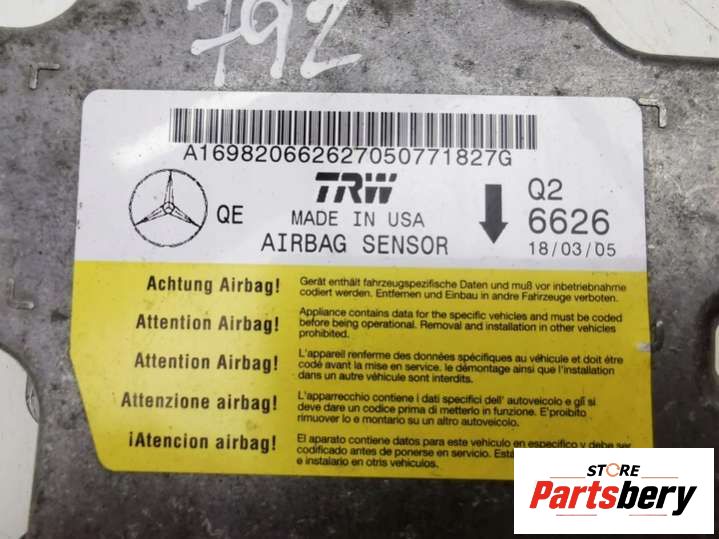 792
A1698206626270507​71827G
QE
TRW
MADE IN USA
AIRBAG SENSOR
Q2
6626
18/03/05
Achtung Airbag!
Gerät enthält fahrzeugspezifische Daten und muß vor inbetriebnahme
codiert werden. Entfernen und Einbau in andre Fahrzeuge verboten.
Attention Airbag!
Appliance contains data for the specific vehicles and must be coded
before being operational. Removal and installation in other vehicles
prohibited.
Attention Airbag!
L'appareil renferme des données spécifiques au véhicule et doit être
codé avant la mise en service. le démontage ainsi que l'installation
dans un autre véhicule sont interdits.
Attenzione airbag!
L'apparrecchio contiene i dati specifici dell' autoveicolo e gli si
deve dare un codice prima di metterlo in funzione. E'proibito
rimuover lo e montario su un altro autoveicolo.
¡Atencion airbag!
El aparato contiene datos para este vehiculo en especifico y debe ser
codificado antes de ponerse en servicio.
e instalario en otris vehiculos.
STORE
Partsbery